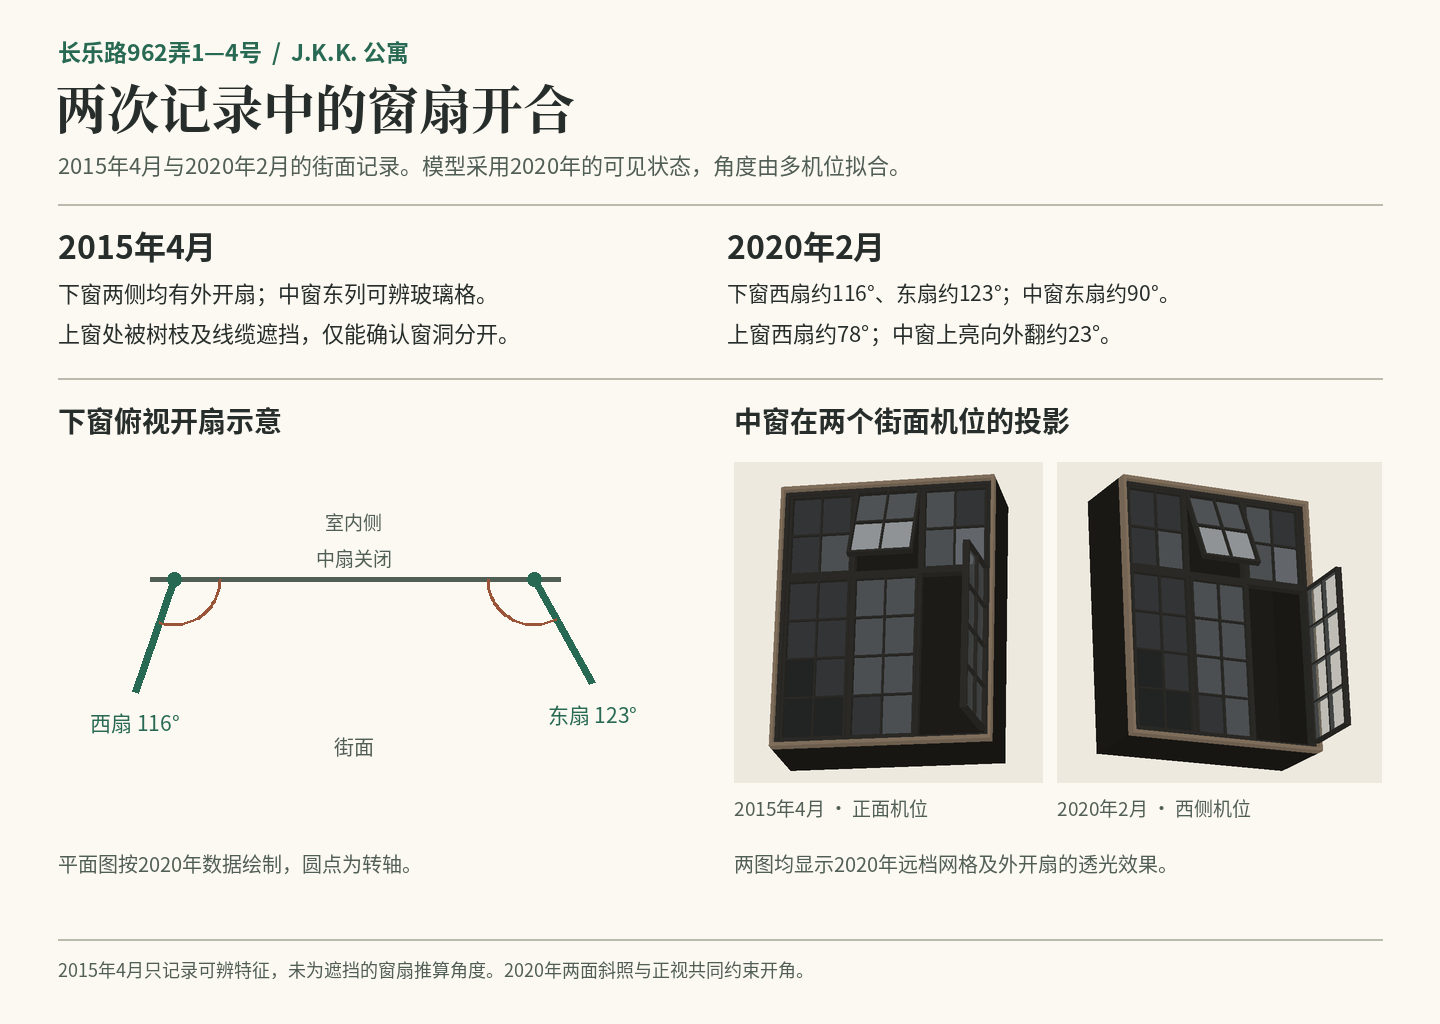 长乐路962弄1—4号 / J.K.K. 公寓
两次记录中的窗扇开合
2015年4月与2020年2月的街面记录。模型采用2020年的可见状态，角度由多机位拟合。
2015年4月
下窗两侧均有外开扇；中窗东列可辨玻璃格。
上窗处被树枝及线缆遮挡，仅能确认窗洞分开。
2020年2月
下窗西扇约116°、东扇约123°；中窗东扇约90°。
上窗西扇约78°；中窗上亮向外翻约23°。
下窗俯视开扇示意
室内侧
中扇关闭
西扇 116°
东扇 123°
街面
平面图按2020年数据绘制，圆点为转轴。
中窗在两个街面机位的投影
2015年4月 · 正面机位
2020年2月 · 西侧机位
两图均显示2020年远档网格及外开扇的透光效果。
2015年4月只记录可辨特征，未为遮挡的窗扇推算角度。2020年两面斜照与正视共同约束开角。